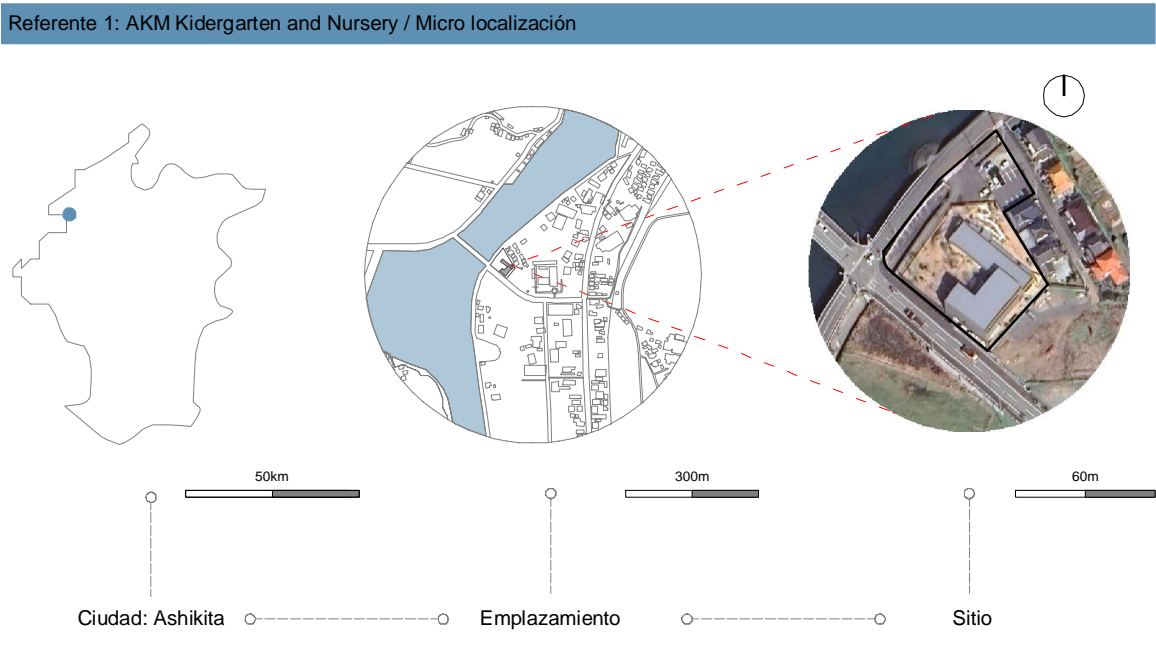 Referente 1: AKM Kidergarten and Nursery / Micro localización
50km
300m
60m
Ciudad: Ashikita
Emplazamiento
Sitio